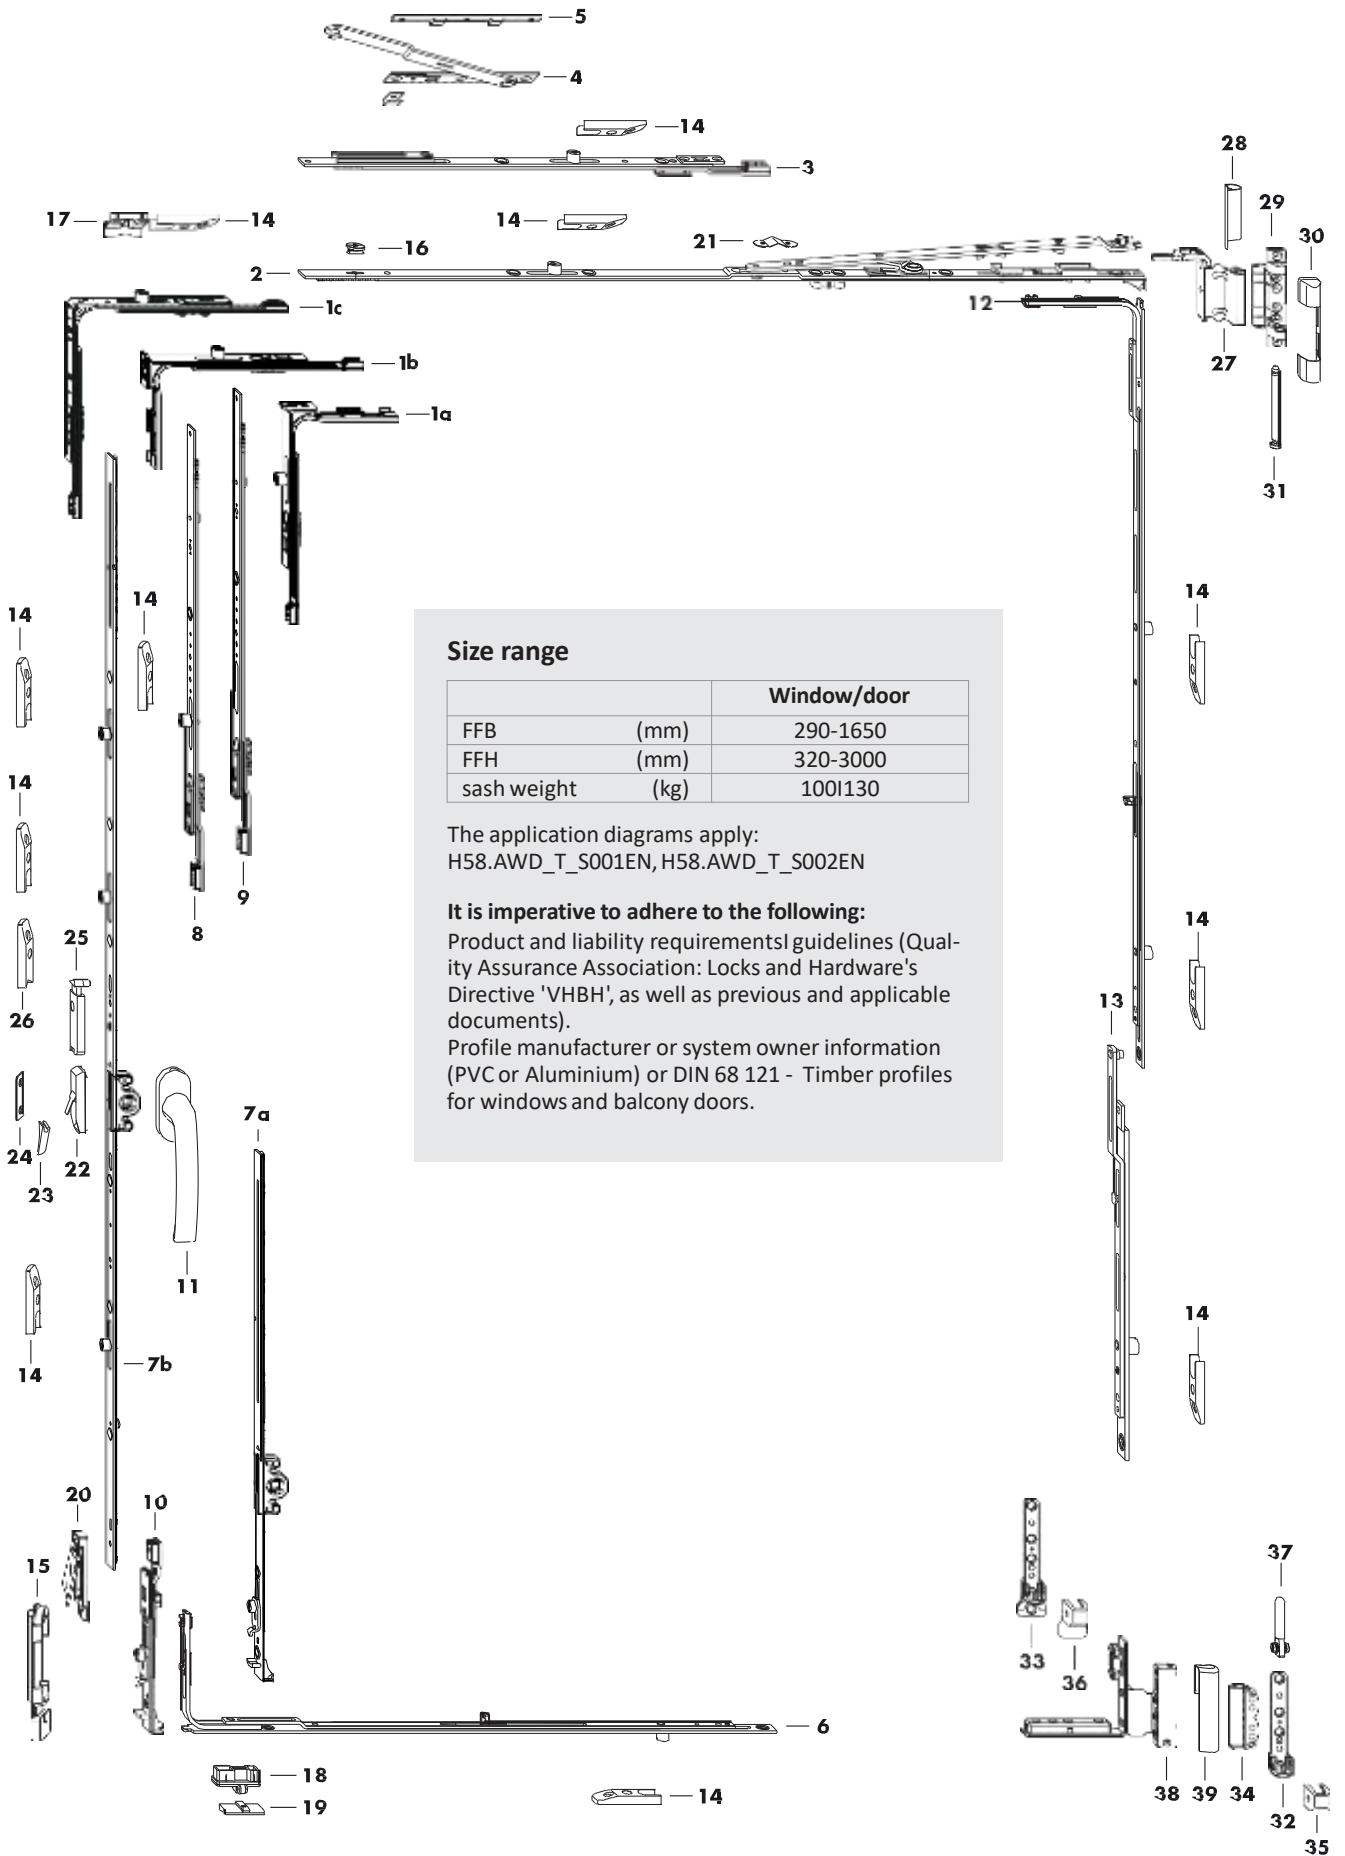 5
4
14
3
28
17
14
14
21
29
30
16
2
1c
12
1b
27
1a
31
14
14
14
Size range
Window/door
FFB (mm) 290-1650
FFH (mm) 320-3000
sash weight (kg) 100I130
The application diagrams apply:
H58.AWD_T_S001EN, H58.AWD_T_S002EN
It is imperative to adhere to the following:
Product and liability requirementsI guidelines (Qual-
ity Assurance Association: Locks and Hardware's
Directive 'VHBH', as well as previous and applicable
documents).
Profile manufacturer or system owner information
(PVC or Aluminium) or DIN 68 121 - Timber profiles
for windows and balcony doors.
14
9
8
25
14
26
13
7a
24
22
23
11
14
14
7b
20
10
15
37
33
36
6
18
14
19
38
39
34
32
35